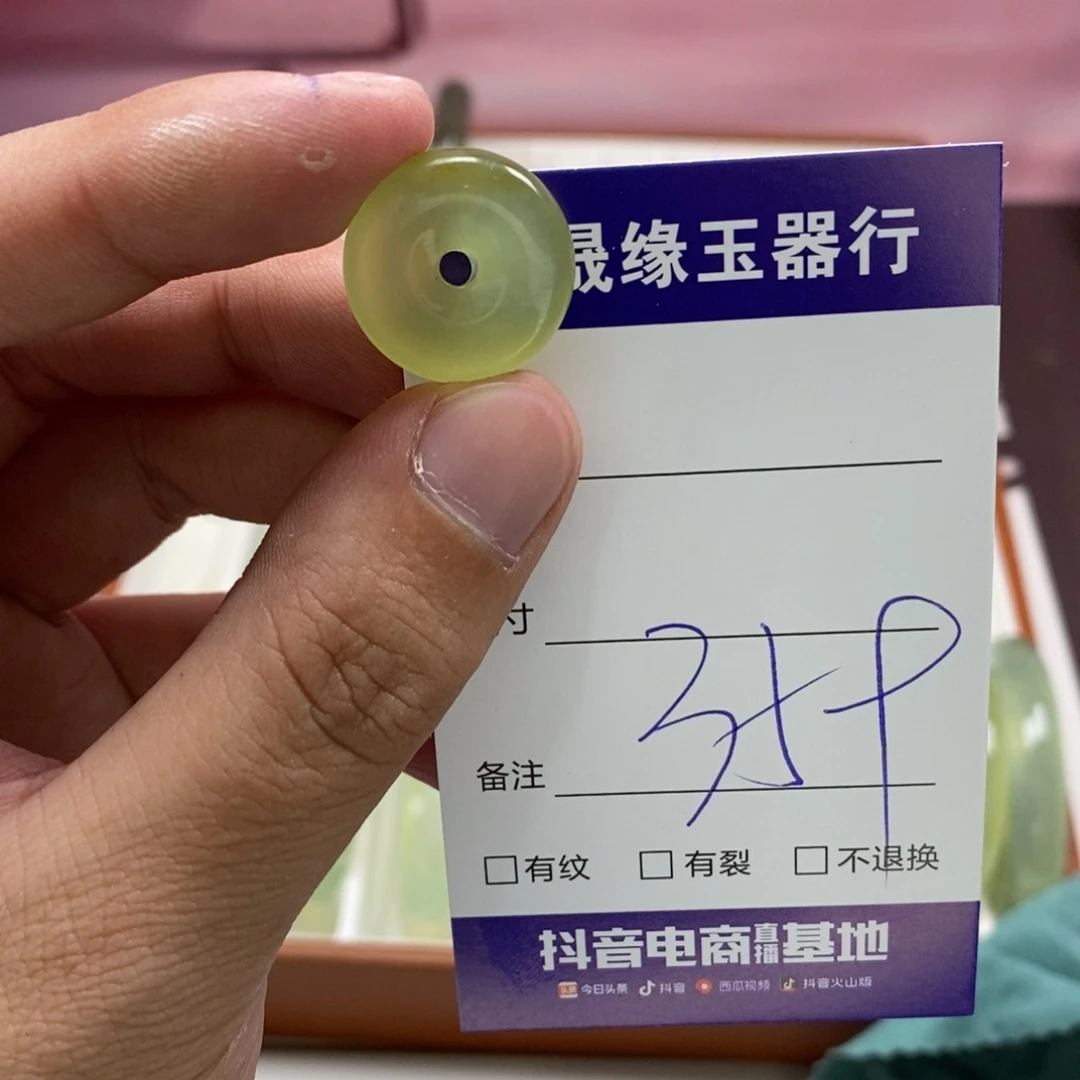 晟缘玉器行
寸
备注
有纹 有裂 不退换
抖音电商直播基地
今日头条 抖音 西瓜视频 抖音火山版